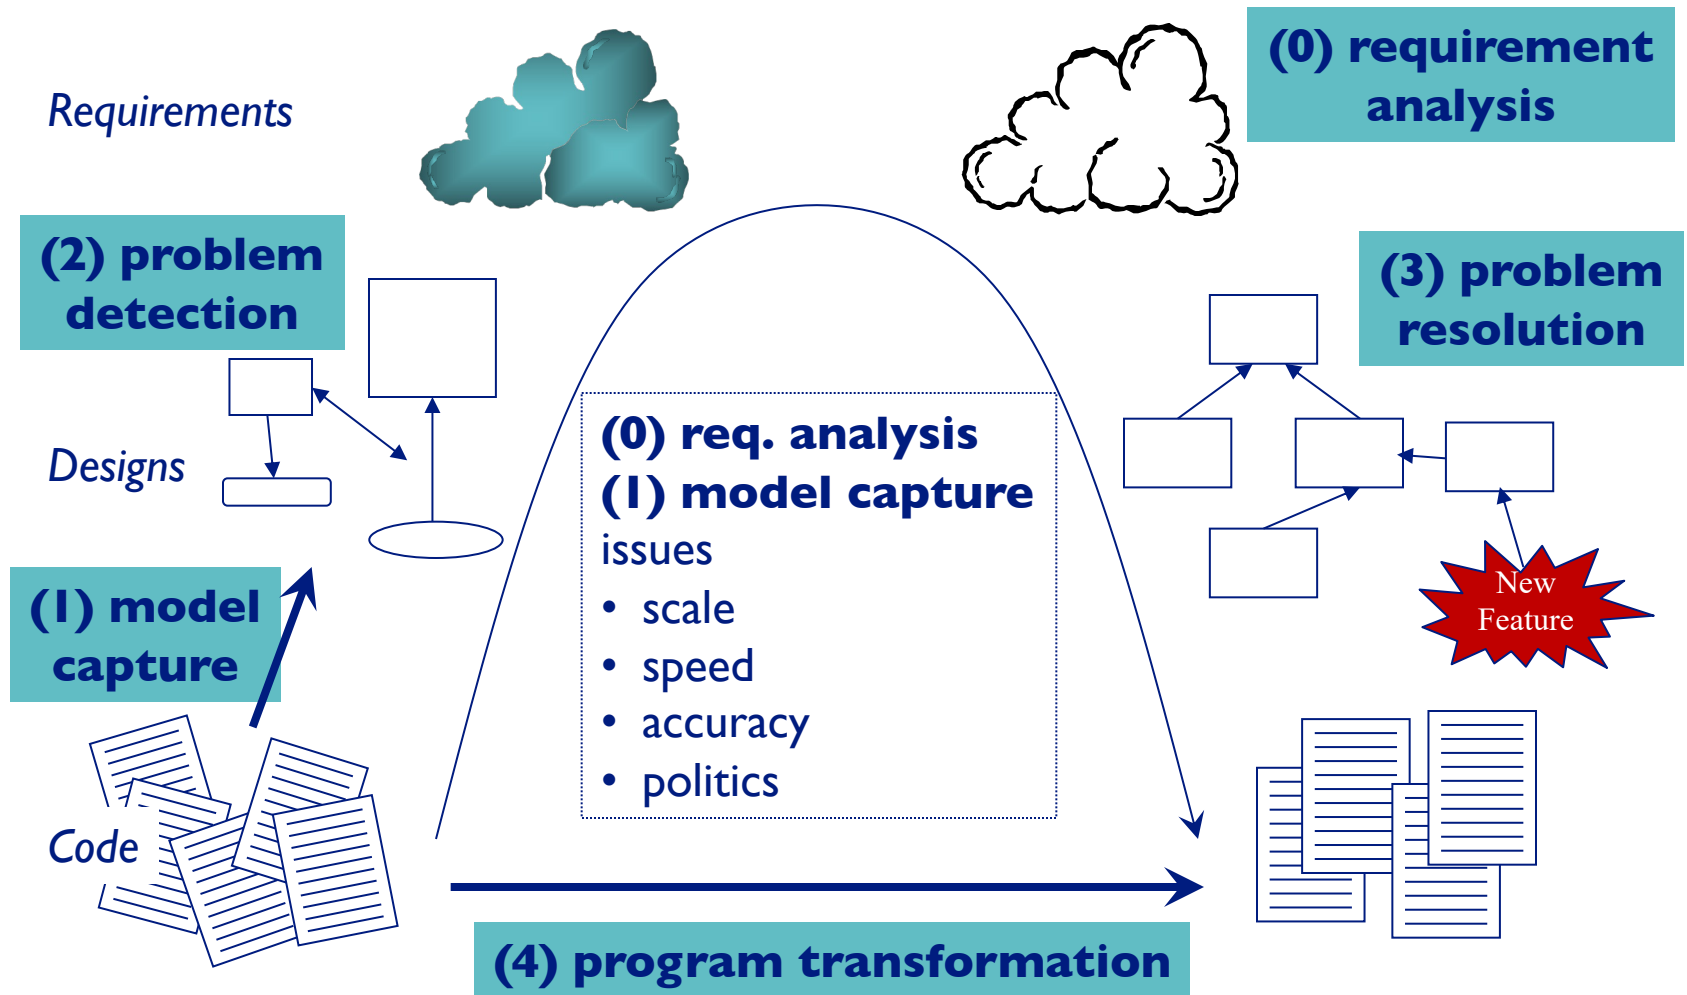 (0) requirement
analysis
Requirements
(2) problem
detection
(3) problem
resolution
(0) req. analysis
(1) model capture
issues
• scale
• speed
• accuracy
• politics
Designs
(1) model
capture
New
Feature
Code
(4) program transformation